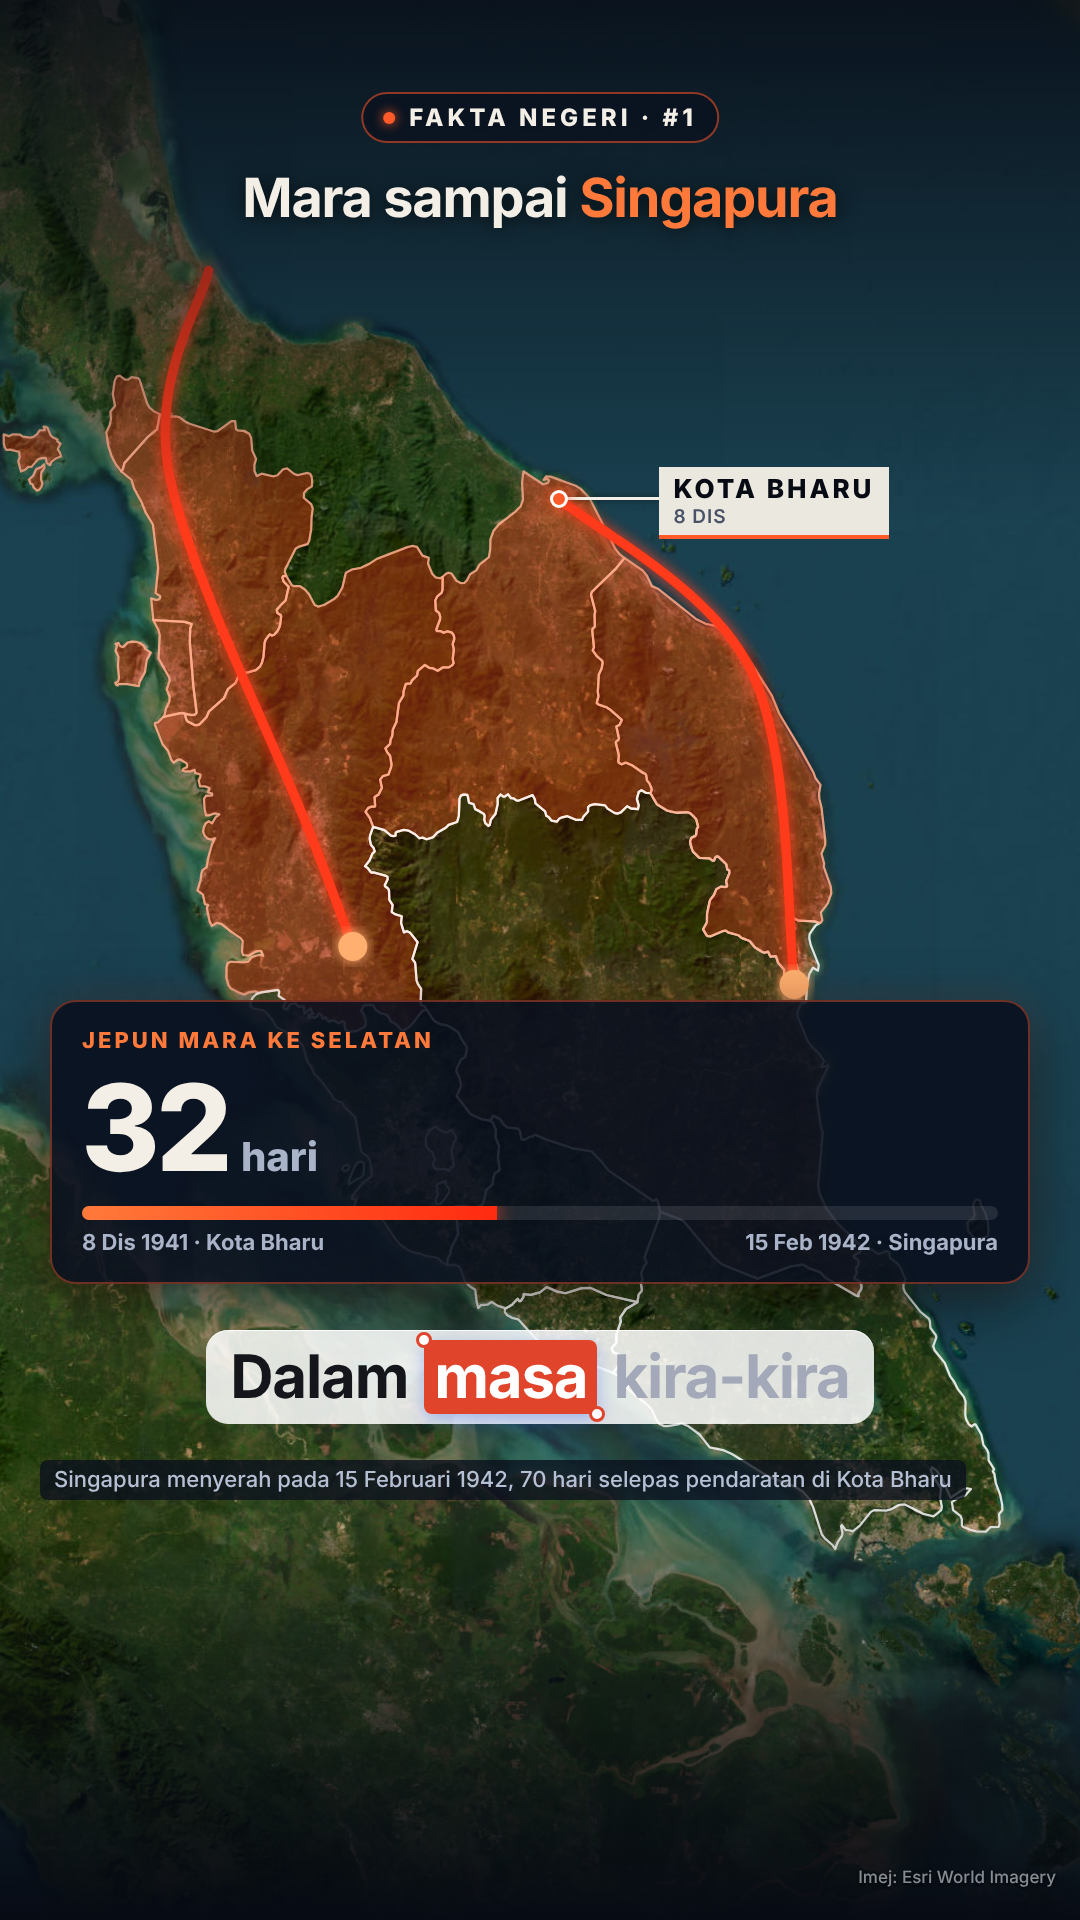 FAKTA NEGERI · #1
Mara sampai Singapura
KOTA BHARU
8 DIS
JEPUN MARA KE SELATAN
32 hari
8 Dis 1941 · Kota Bharu
15 Feb 1942 · Singapura
Dalam masa kira-kira
Singapura menyerah pada 15 Februari 1942, 70 hari selepas pendaratan di Kota Bharu
Imej: Esri World Imagery